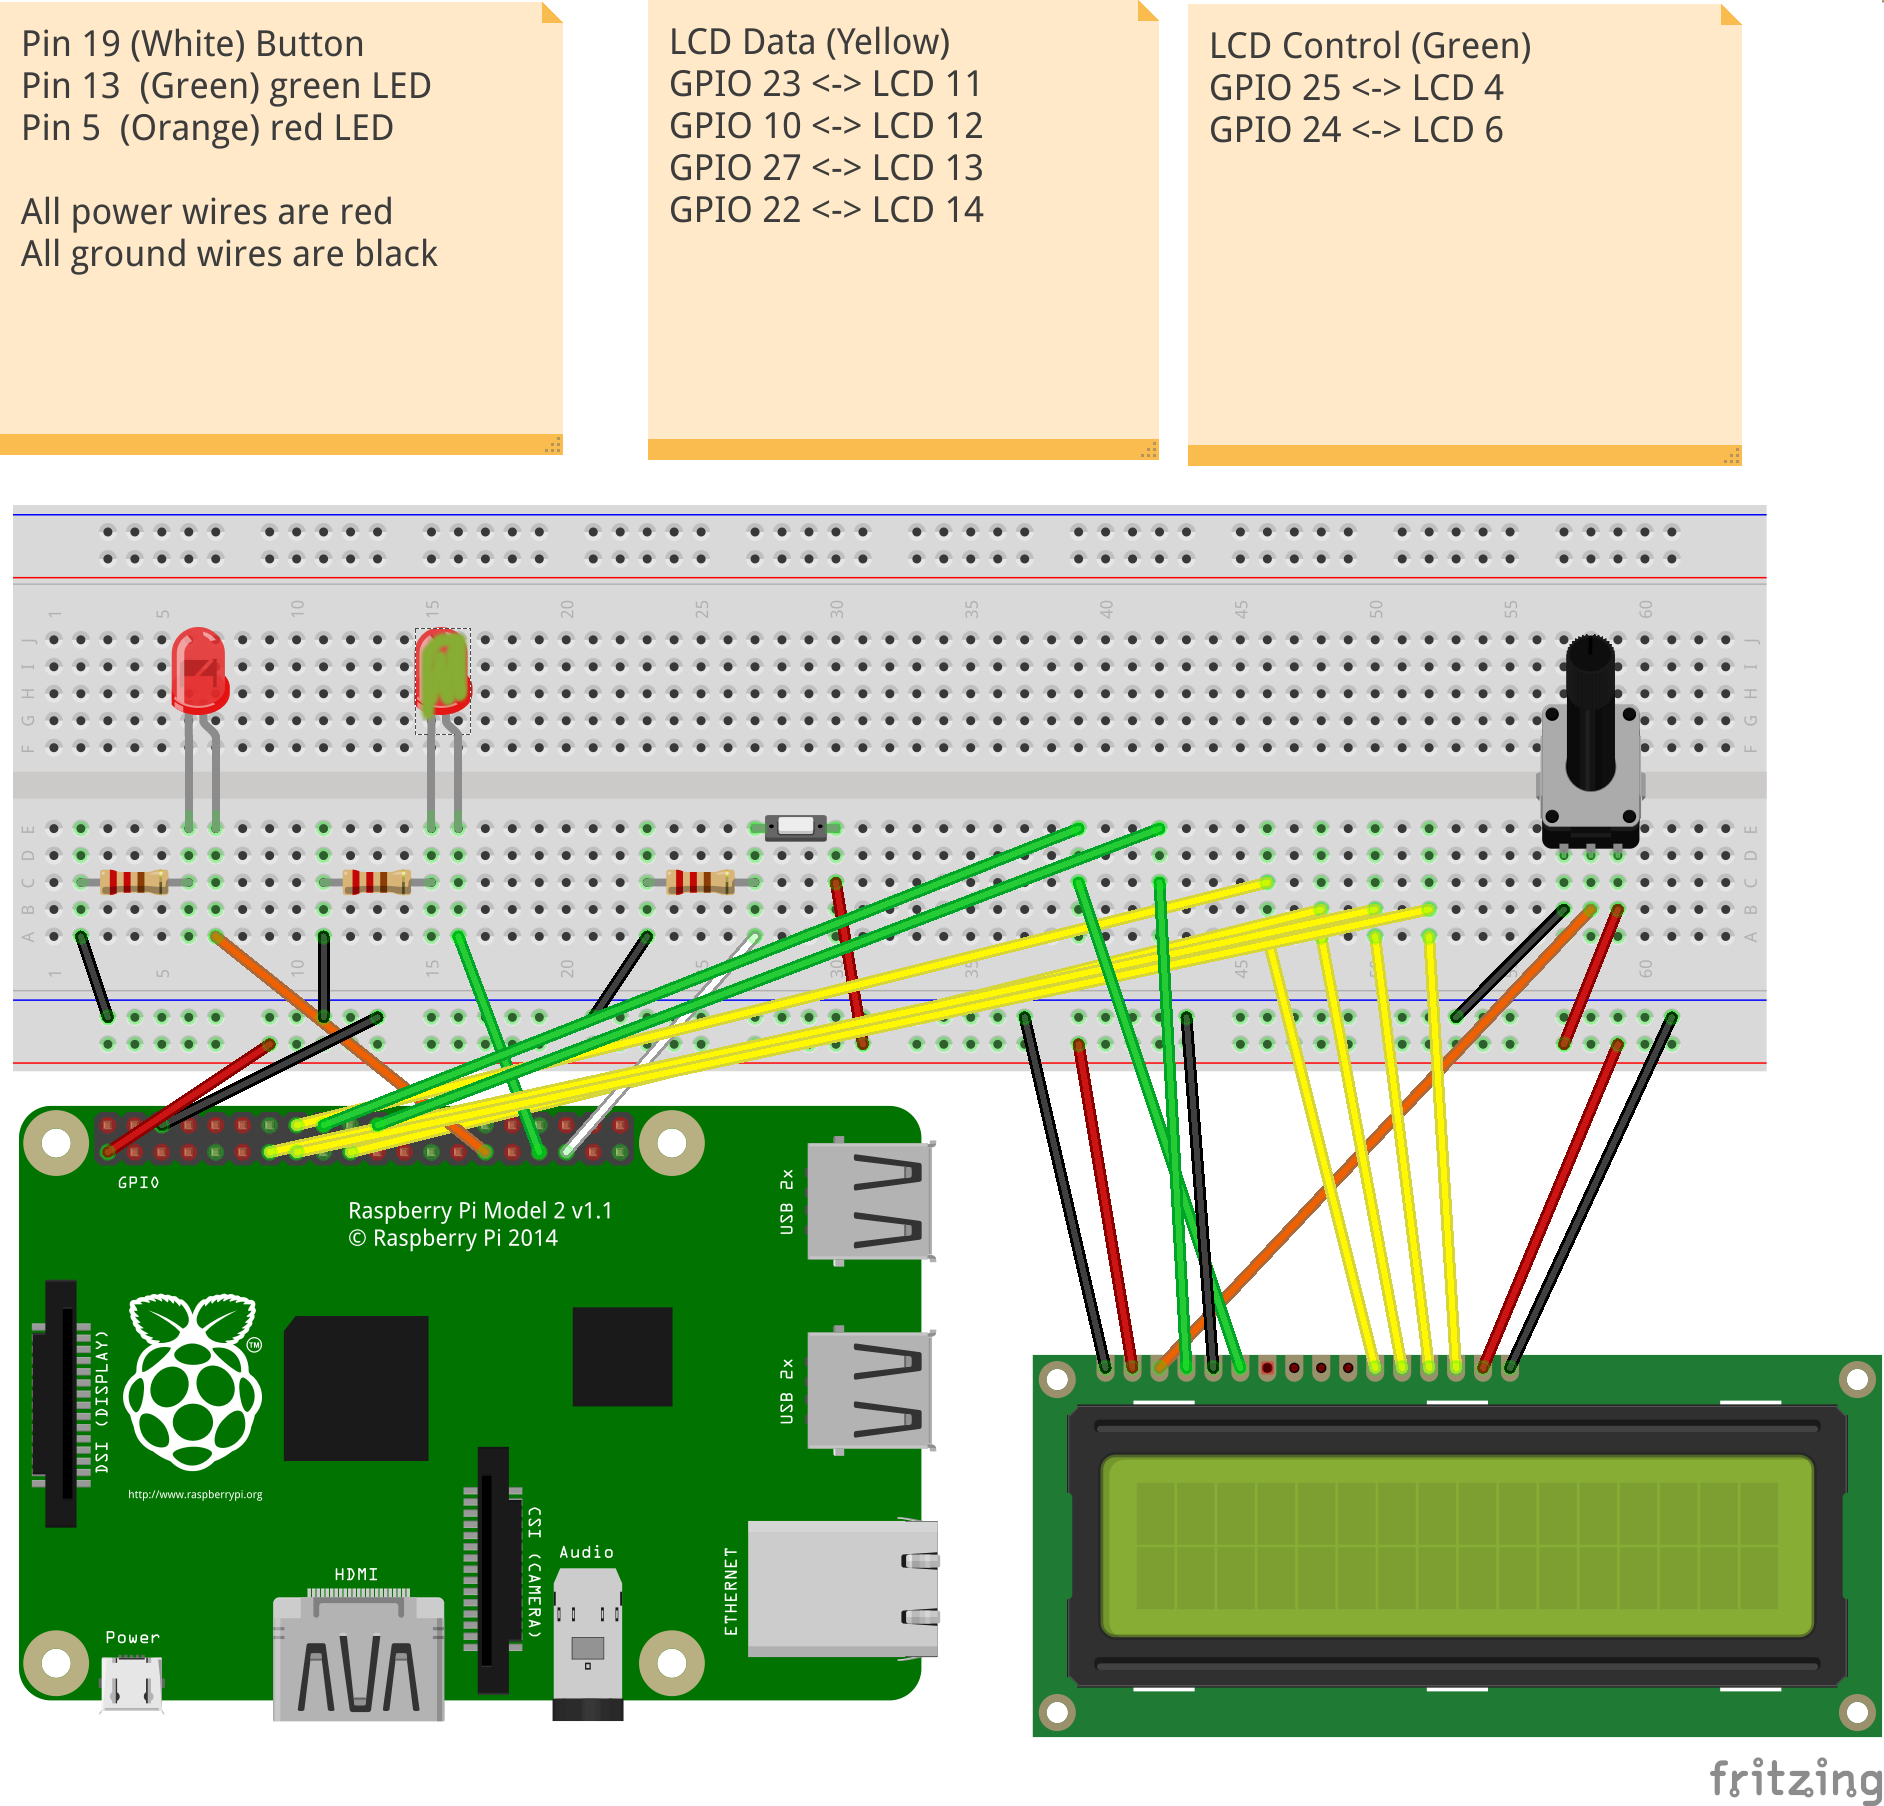 Pin 19 (White) Button
Pin 13 (Green) green LED
Pin 5 (Orange) red LED
All power wires are red
All ground wires are black
LCD Data (Yellow)
GPIO 23 <-> LCD 11
GPIO 10 <-> LCD 12
GPIO 27 <-> LCD 13
GPIO 22 <-> LCD 14
LCD Control (Green)
GPIO 25 <-> LCD 4
GPIO 24 <-> LCD 6
1 5 10 15 20 25 30 35 40 45 50 55 60
J J
I I
H H
G G
F F
E E
D D
C C
B B
A A
1 5 10 15 20 25 30 35 45 50 55 60
GPIO
Raspberry Pi Model 2 v1.1
© Raspberry Pi 2014
USB 2x
USB 2x
DSI (DISPLAY)
TM
http://www.raspberrypi.org
CSI (CAMERA)
Audio
HDMI
ETHERNET
Power
fritzing